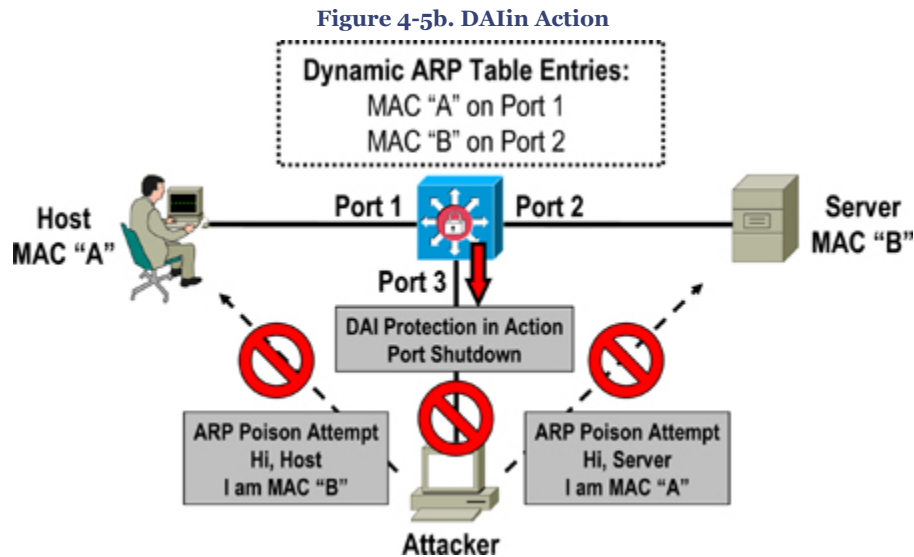 Figure 4-5b. DAIin Action
Dynamic ARP Table Entries:
MAC "A" on Port 1
MAC "B" on Port 2
Host
MAC "A"
Port 1
Port 2
Server
MAC "B"
Port 3
DAI Protection in Action
Port Shutdown
ARP Poison Attempt
Hi, Host
I am MAC "B"
ARP Poison Attempt
Hi, Server
I am MAC "A"
Attacker